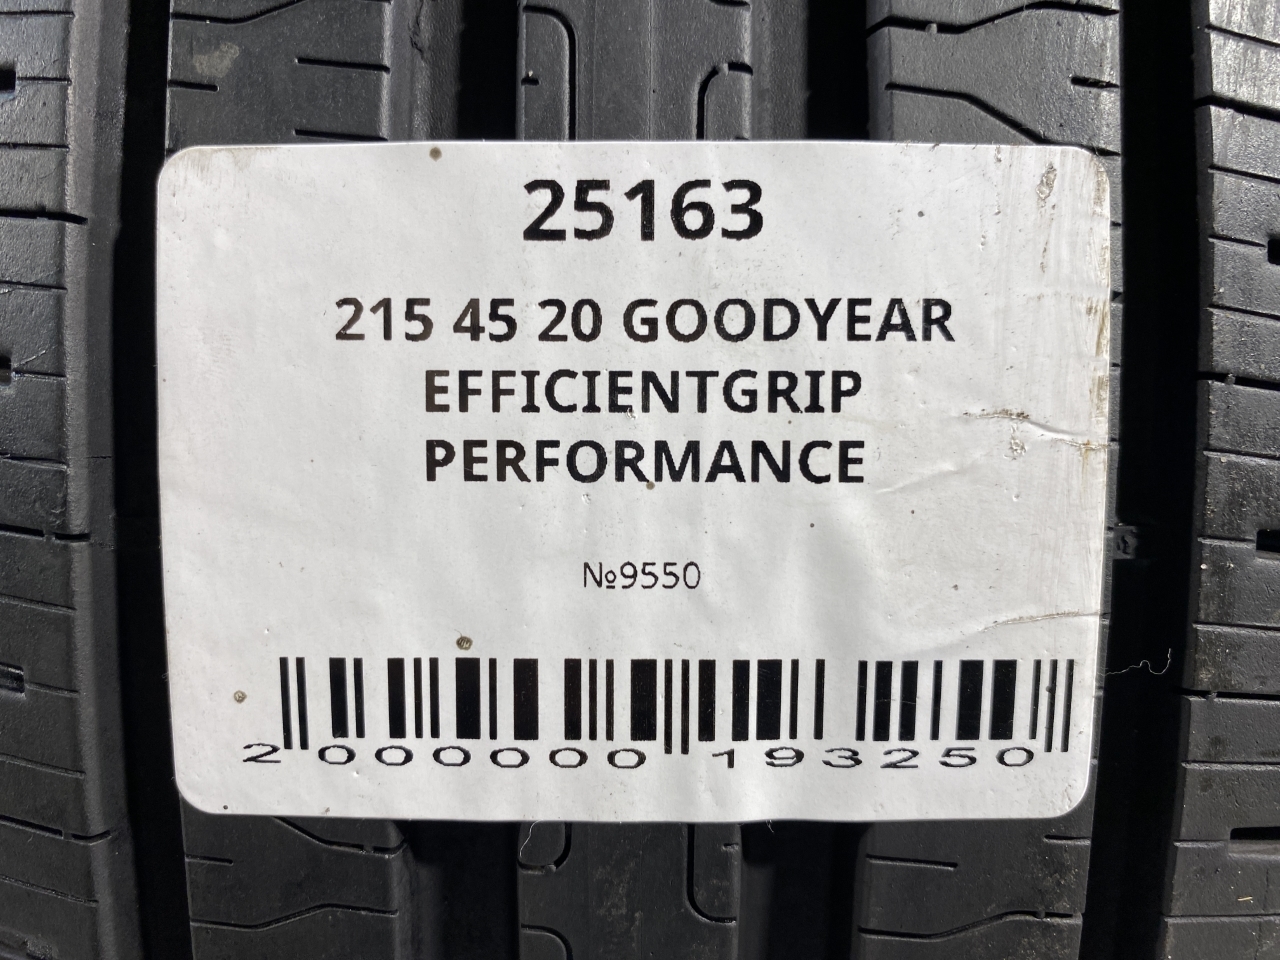 25163
215 45 20 GOODYEAR
EFFICIENTGRIP
PERFORMANCE
№9550
2 000000 193250